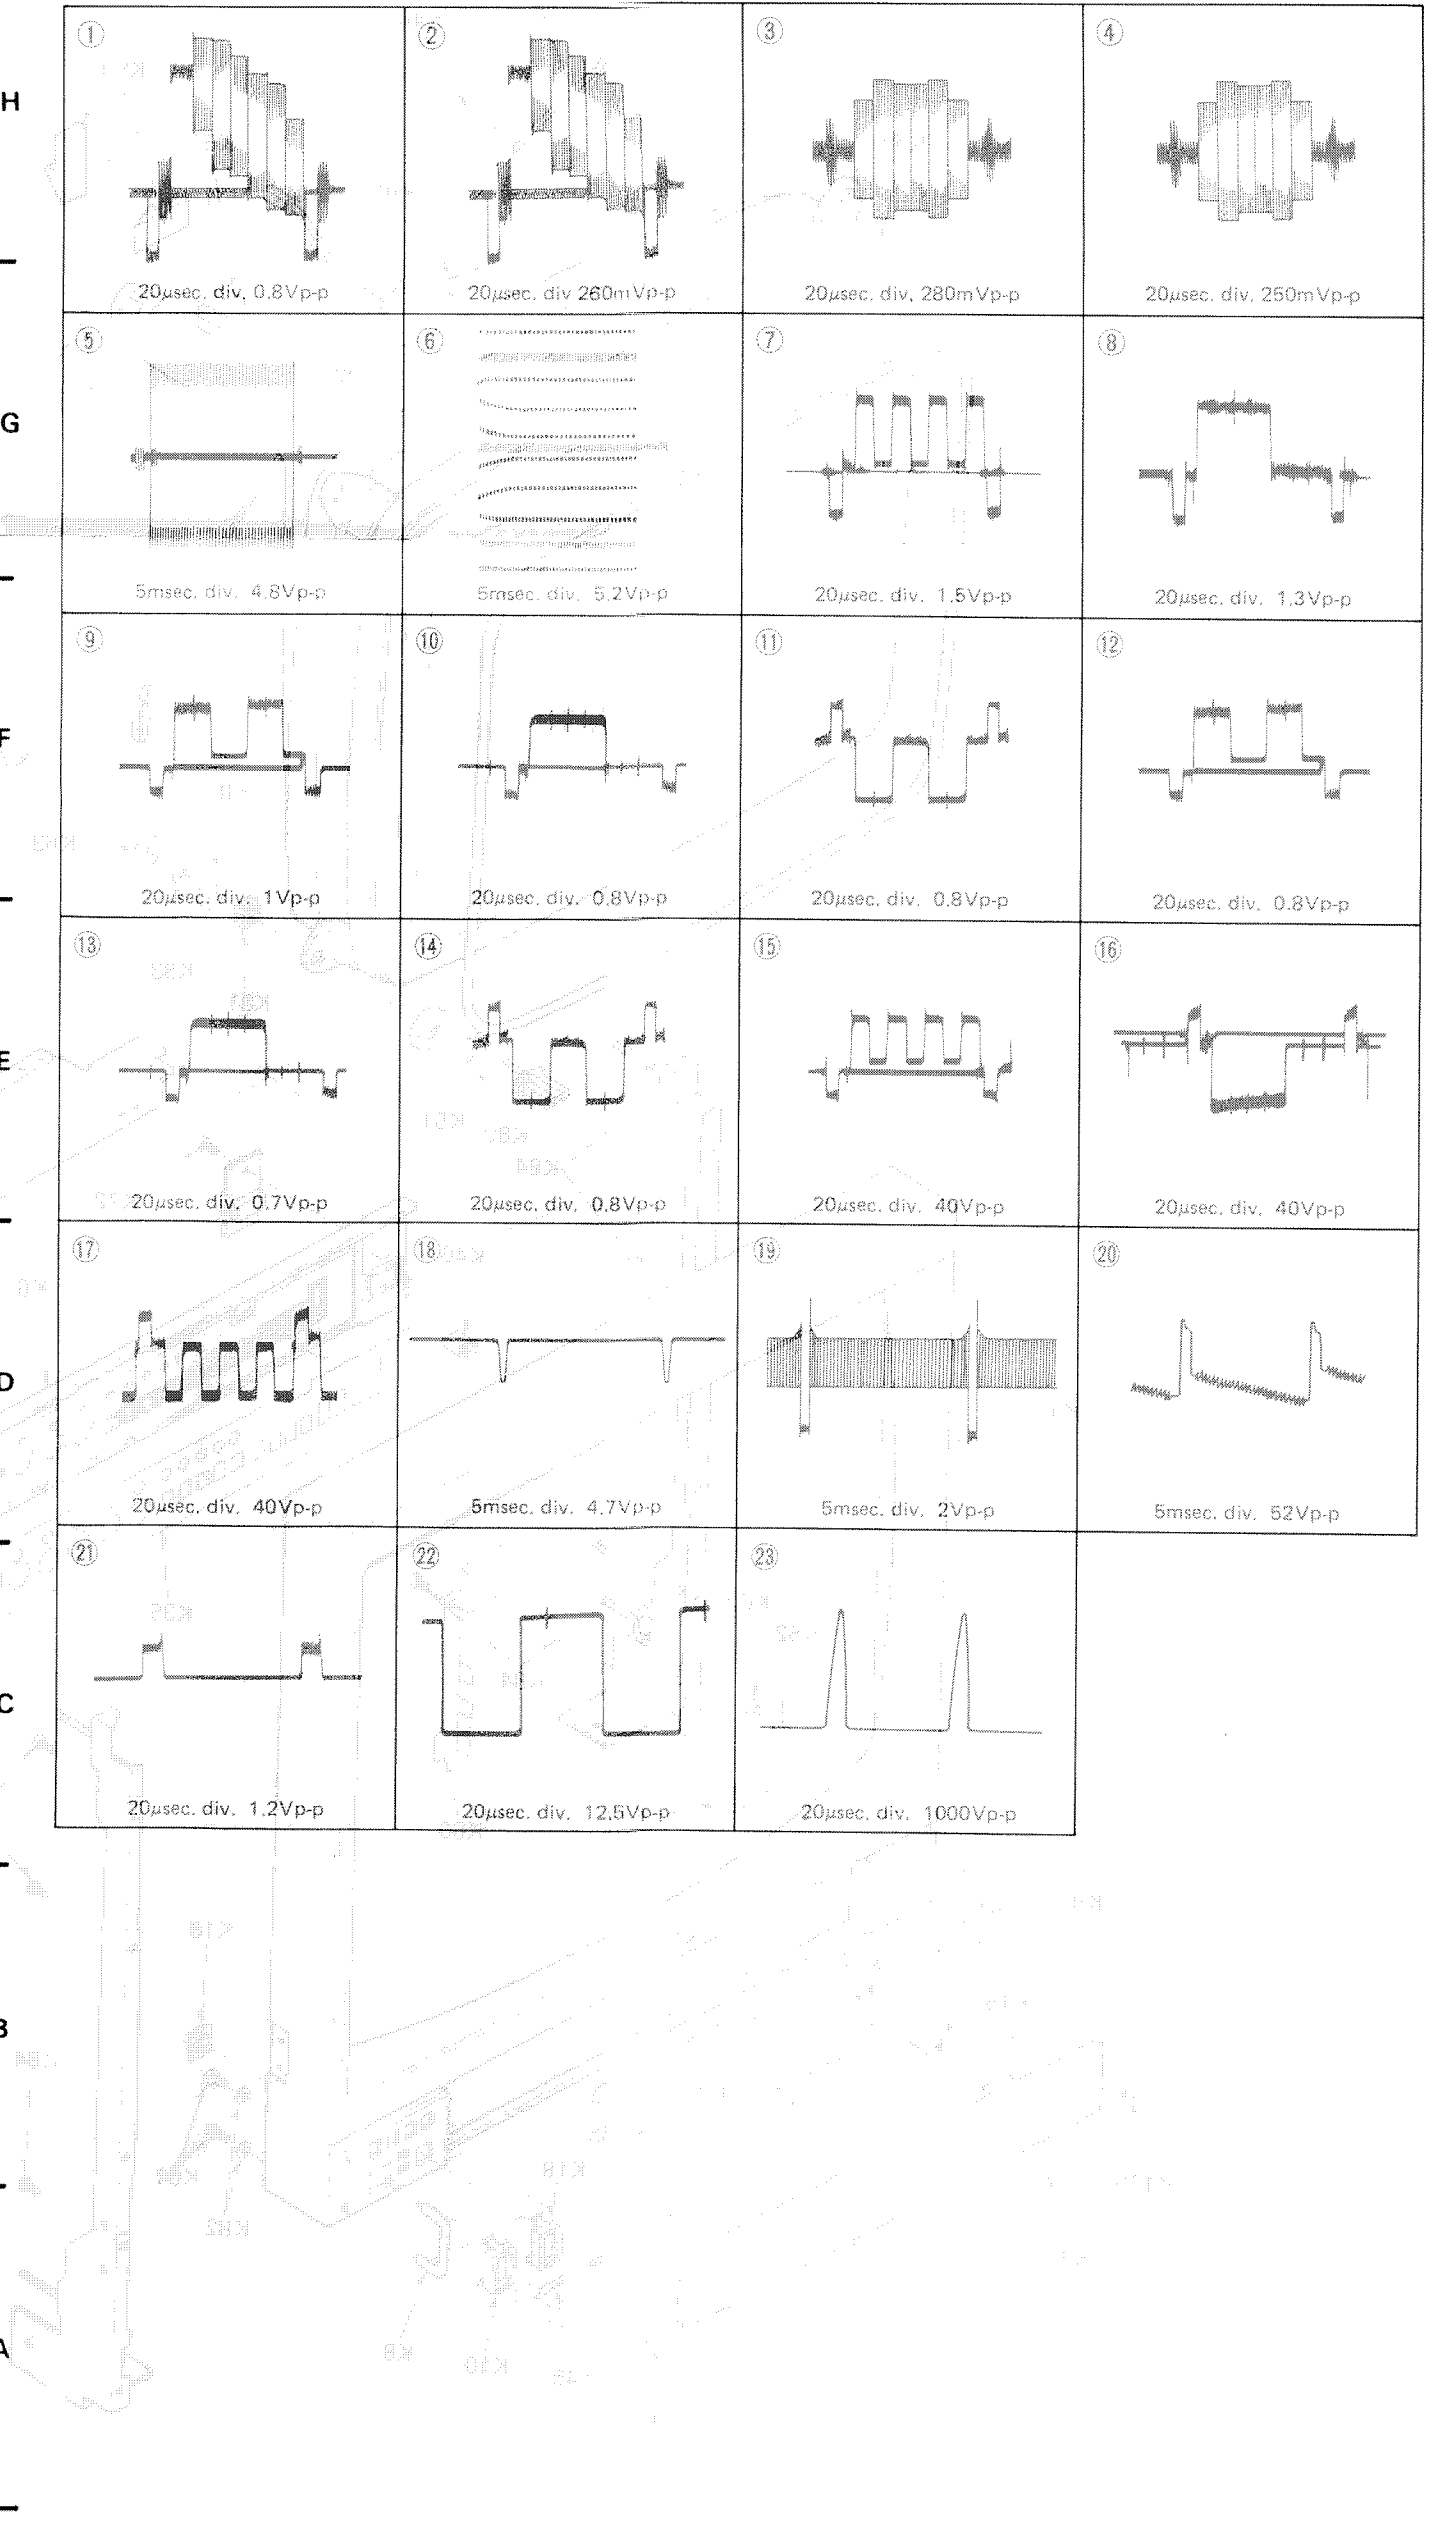 H
① ② ③ ④
20μsec. div, 0.8Vp-p 20μsec. div 260mVp-p 20μsec. div, 280mVp-p 20μsec. div, 250mVp-p
⑤ ⑥ ⑦ ⑧
G
5msec. div. 4.8Vp-p 5msec. div. 5.2Vp-p 20μsec. div. 1.5Vp-p 20μsec. div. 1.3Vp-p
⑨ ⑩ ⑪ ⑫
F
20μsec. div. 1Vp-p 20μsec. div. 0.8Vp-p 20μsec. div. 0.8Vp-p 20μsec. div. 0.8Vp-p
⑬ ⑭ ⑮ ⑯
E
20μsec. div. 0.7Vp-p 20μsec. div. 0.8Vp-p 20μsec. div. 40Vp-p 20μsec. div. 40Vp-p
⑰ ⑱ ⑲ ⑳
D
20μsec. div. 40Vp-p 5msec. div. 4.7Vp-p 5msec. div. 2Vp-p 5msec. div. 52Vp-p
㉑ ㉒ ㉓
C
20μsec. div. 1.2Vp-p 20μsec. div. 12.5Vp-p 20μsec. div. 1000Vp-p
B
A